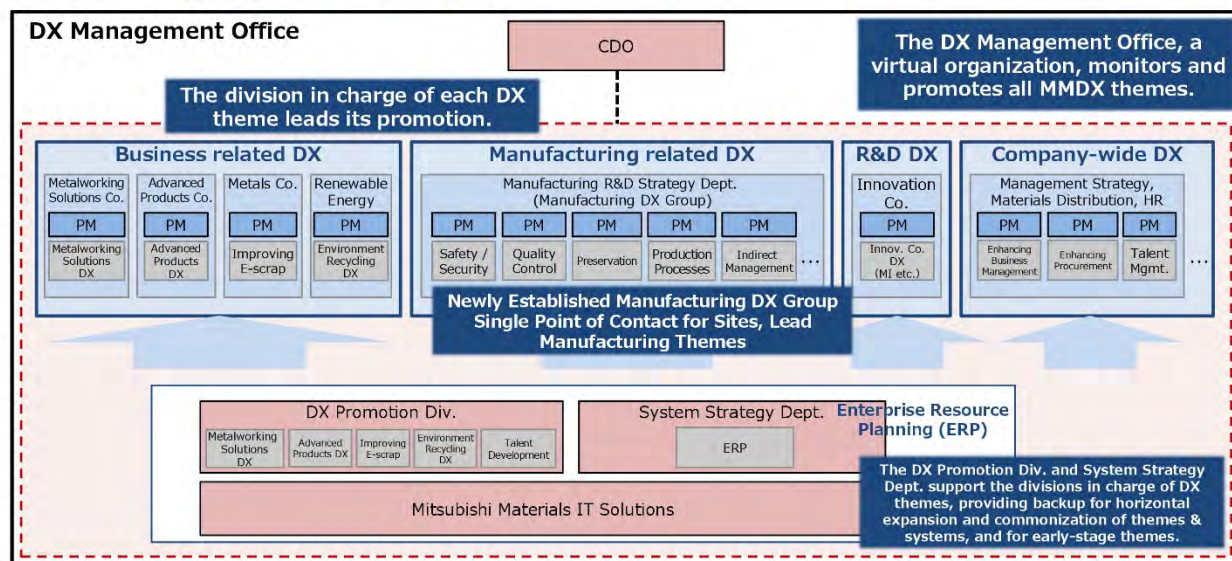 DX Management Office
CDO
The DX Management Office, a
virtual organization, monitors and
promotes all MMDX themes.
The division in charge of each DX
theme leads its promotion.
Business related DX
Metalworking
Solutions Co.
PM
Metalworking
Solutions
DX
Advanced
Products Co.
PM
Advanced
Products
DX
Metals Co.
PM
Improving
E-scrap
Renewable
Energy
PM
Environment
Recycling
DX
Manufacturing related DX
Manufacturing R&D Strategy Dept.
(Manufacturing DX Group)
PM
PM
PM
PM
PM
Safety /
Security
Quality
Control
Preservation
Production
Processes
Indirect
Management
...
Newly Established Manufacturing DX Group
Single Point of Contact for Sites, Lead
Manufacturing Themes
R&D DX
Innovation
Co.
PM
Innov. Co.
DX
(MI etc.)
Company-wide DX
Management Strategy,
Materials Distribution, HR
PM
PM
PM
Enhancing
Business
Management
Enhancing
Procurement
Talent
Mgmt.
...
DX Promotion Div.
Metalworking
Solutions
DX
Advanced
Products DX
Improving
E-scrap
Environment
Recycling
DX
Talent
Development
System Strategy Dept.
ERP
Enterprise Resource
Planning (ERP)
Mitsubishi Materials IT Solutions
The DX Promotion Div. and System Strategy
Dept. support the divisions in charge of DX
themes, providing backup for horizontal
expansion and commonization of themes &
systems, and for early-stage themes.